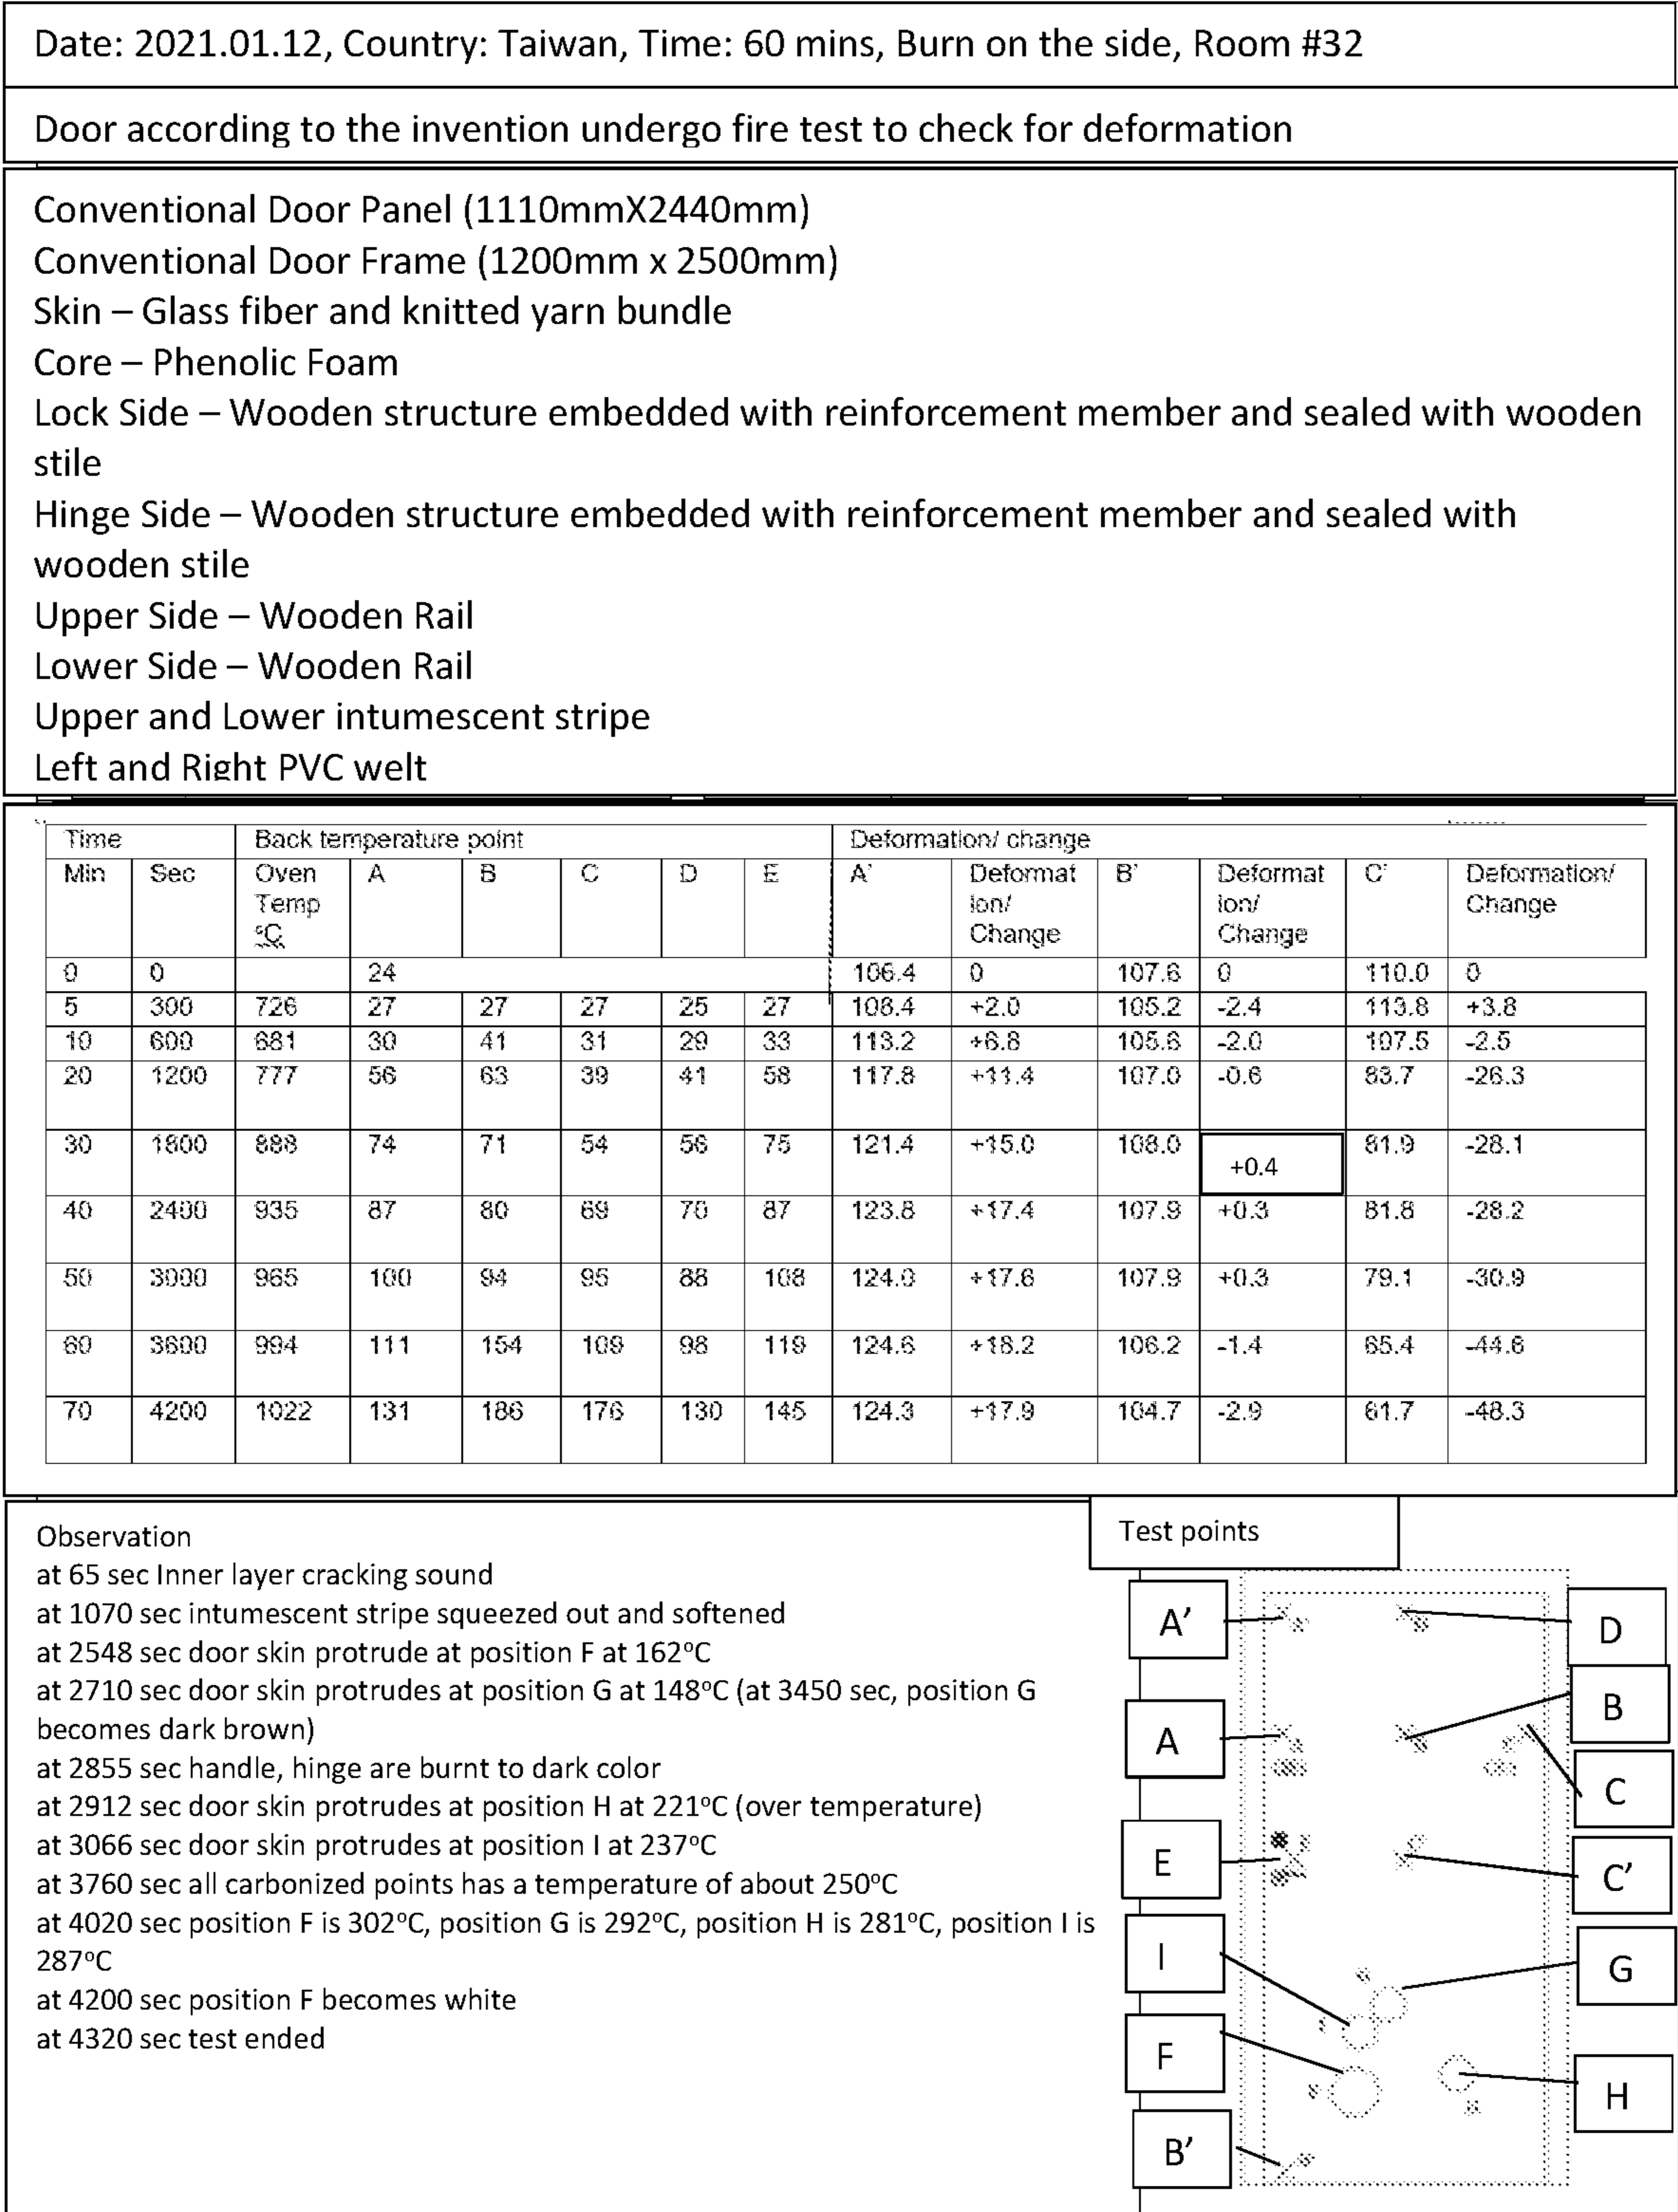 Date: 2021.01.12, Country: Taiwan, Time: 60 mins, Burn on the side, Room #32
Door according to the invention undergo fire test to check for deformation
Conventional Door Panel (1110mmX2440mm)
Conventional Door Frame (1200mm x 2500mm)
Skin – Glass fiber and knitted yarn bundle
Core – Phenolic Foam
Lock Side – Wooden structure embedded with reinforcement member and sealed with wooden
stile
Hinge Side – Wooden structure embedded with reinforcement member and sealed with
wooden stile
Upper Side – Wooden Rail
Lower Side – Wooden Rail
Upper and Lower intumescent stripe
Left and Right PVC welt
Time Back temperature point Deformation/ change
Min Sec Oven A B C D E A' Deformat B' Deformat C' Deformation/
Temp ion/ ion/ Change
°C Change Change
0 0 24 106.4 0 107.6 0 110.0 0
5 300 726 27 27 27 25 27 108.4 +2.0 105.2 -2.4 113.8 +3.8
10 600 681 30 41 31 29 33 113.2 +6.8 105.6 -2.0 107.5 -2.5
20 1200 777 56 63 39 41 58 117.8 +11.4 107.0 -0.6 83.7 -26.3
30 1800 888 74 71 54 56 75 121.4 +15.0 108.0 +0.4 81.9 -28.1
40 2400 935 87 80 69 70 87 123.8 +17.4 107.9 +0.3 81.8 -28.2
50 3000 965 100 94 95 88 108 124.0 +17.6 107.9 +0.3 79.1 -30.9
60 3600 994 111 154 109 98 119 124.6 +18.2 106.2 -1.4 65.4 -44.6
70 4200 1022 131 186 176 130 145 124.3 +17.9 104.7 -2.9 61.7 -48.3
Observation
at 65 sec Inner layer cracking sound
at 1070 sec intumescent stripe squeezed out and softened
at 2548 sec door skin protrude at position F at 162°C
at 2710 sec door skin protrudes at position G at 148°C (at 3450 sec, position G
becomes dark brown)
at 2855 sec handle, hinge are burnt to dark color
at 2912 sec door skin protrudes at position H at 221°C (over temperature)
at 3066 sec door skin protrudes at position I at 237°C
at 3760 sec all carbonized points has a temperature of about 250°C
at 4020 sec position F is 302°C, position G is 292°C, position H is 281°C, position I is
287°C
at 4200 sec position F becomes white
at 4320 sec test ended
Test points
A'
D
B
A
C
E
C'
I
G
F
H
B'